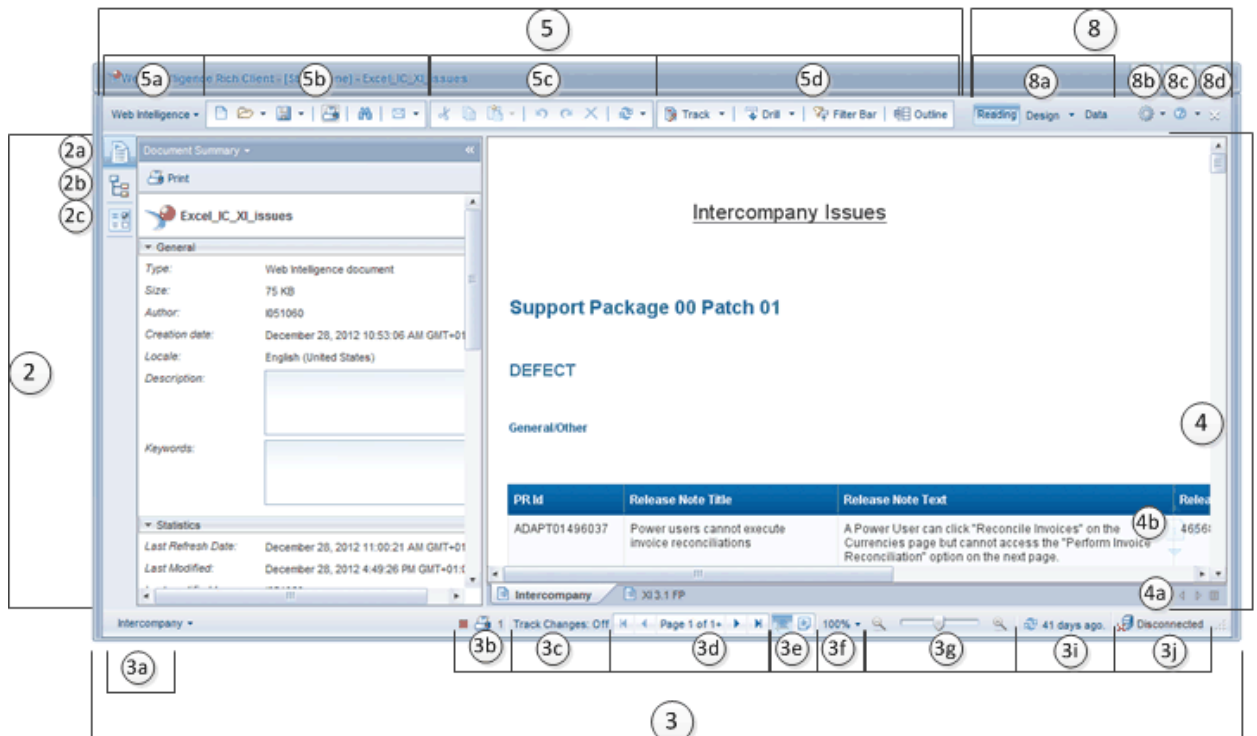 5
8
5a
5b
5c
5d
8a
8b
8c
8d
Web Intelligence Rich Client - [Standalone] - Excel_IC_XI_issues
Web Intelligence
Track
Drill
Filter Bar
Outline
Reading
Design
Data
2
2a
2b
2c
Document Summary
Print
Excel_IC_XI_issues
General
Type: Web Intelligence document
Size: 75 KB
Author: I051060
Creation date: December 28, 2012 10:53:06 AM GMT+01
Locale: English (United States)
Description:
Keywords:
Statistics
Last Refresh Date: December 28, 2012 11:00:21 AM GMT+01
Last Modified: December 28, 2012 4:49:26 PM GMT+01:0
Intercompany Issues
Support Package 00 Patch 01
DEFECT
General/Other
4
PR Id
Release Note Title
Release Note Text
Relea
ADAPT01496037
Power users cannot execute
invoice reconciliations
A Power User can click "Reconcile Invoices" on the
Currencies page but cannot access the "Perform Invoice
Reconciliation" option on the next page.
4b
Intercompany
XI 3.1 FP
4a
Intercompany
1
Track Changes: Off
Page 1 of 1+
100%
41 days ago.
Disconnected
3a
3b
3c
3d
3e
3f
3g
3i
3j
3